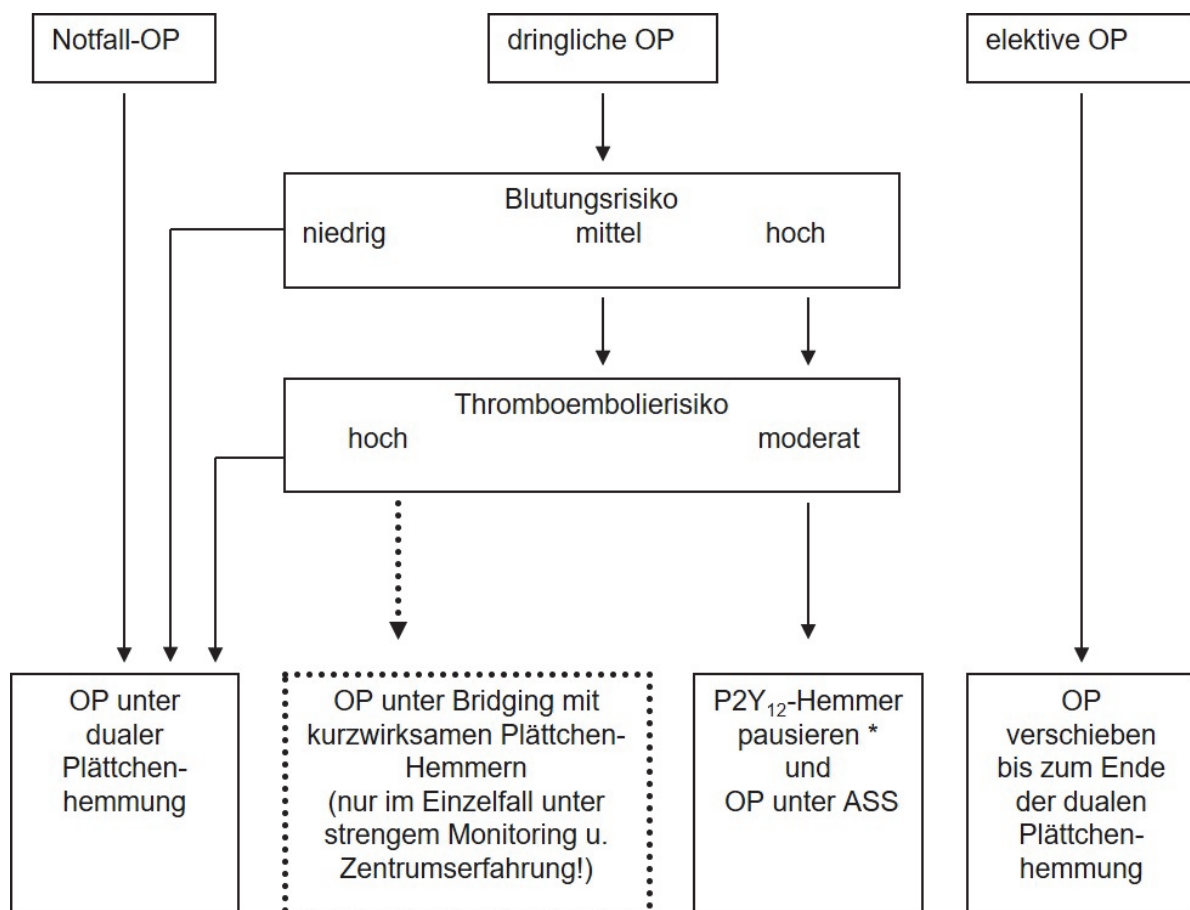 Notfall-OP
dringliche OP
elektive OP
Blutungsrisiko
niedrig mittel hoch
Thromboembolierisiko
hoch moderat
OP unter
dualer
Plättchen-
hemmung
OP unter Bridging mit
kurzwirksamen Plättchen-
Hemmern
(nur im Einzelfall unter
strengem Monitoring u.
Zentrumserfahrung!)
P2Y₁₂-Hemmer
pausieren *
und
OP unter ASS
OP
verschieben
bis zum Ende
der dualen
Plättchen-
hemmung